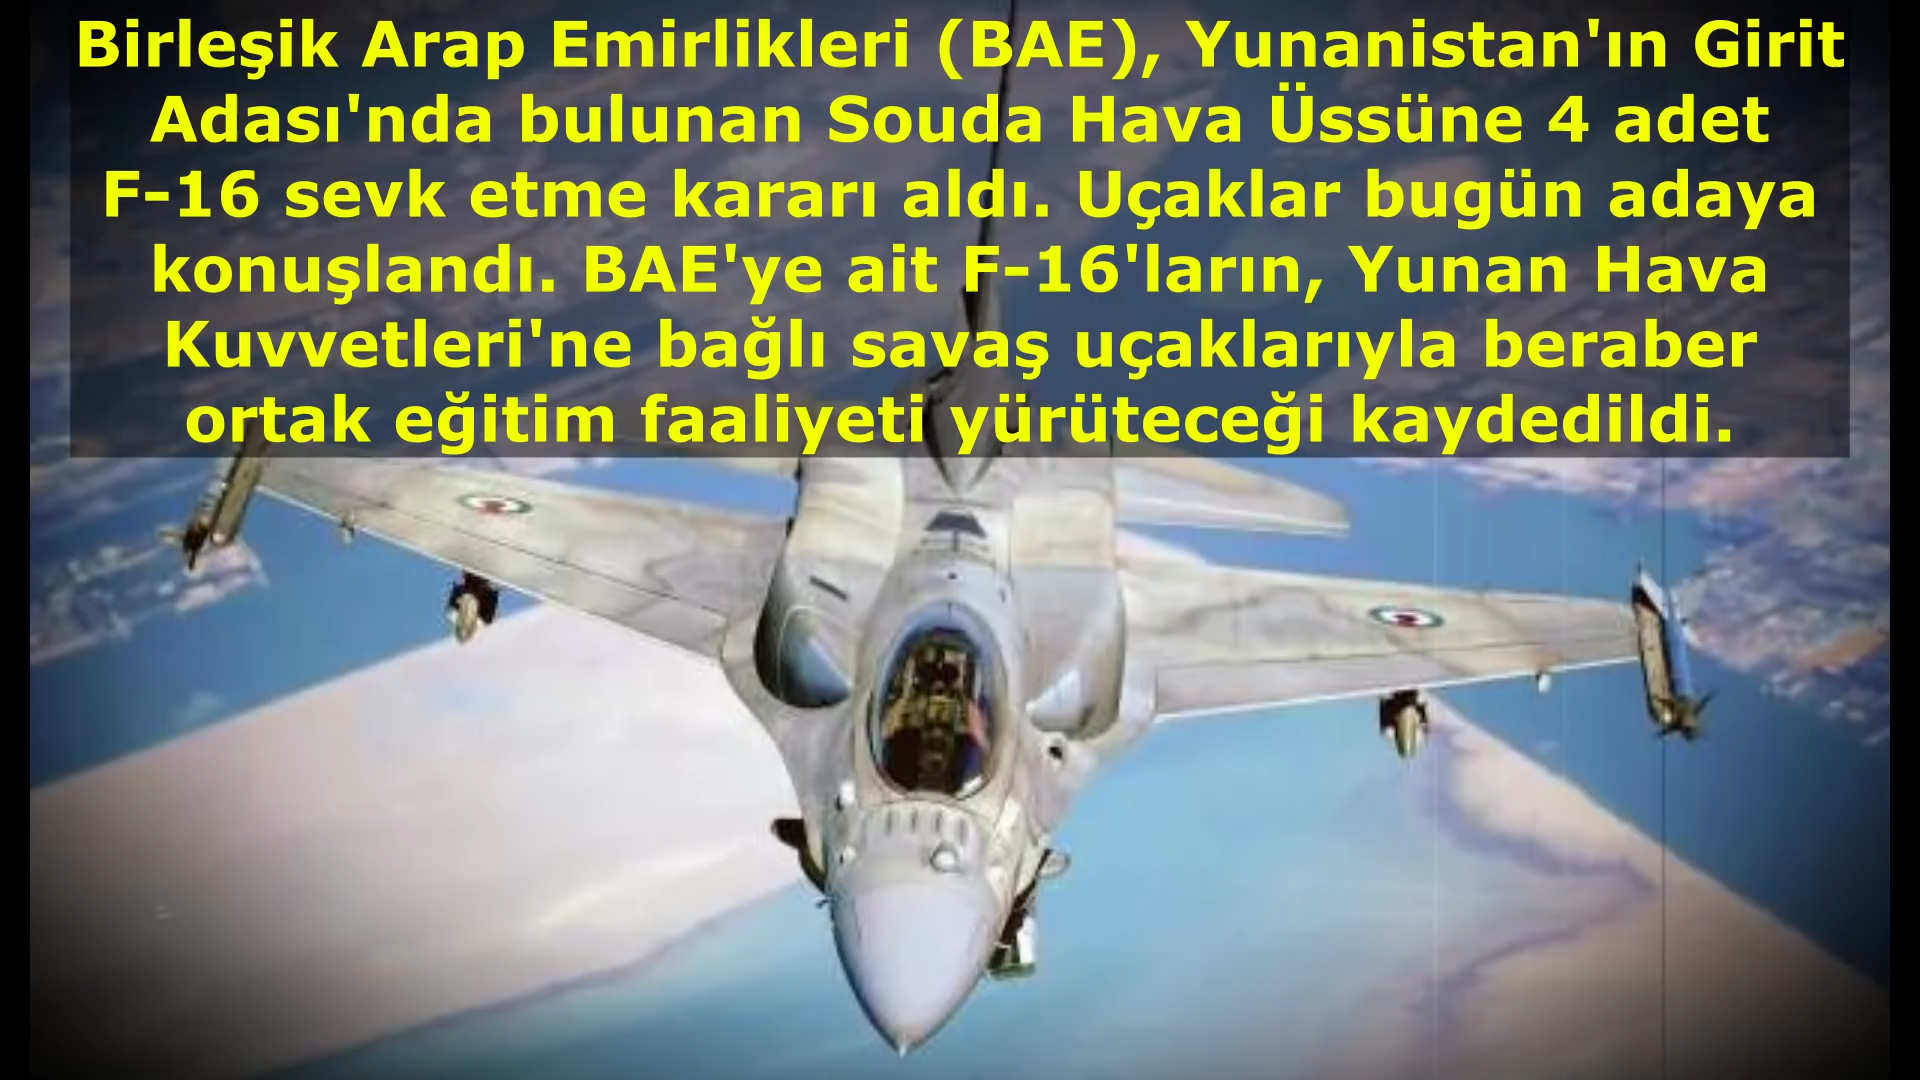 Birleşik Arap Emirlikleri (BAE), Yunanistan'ın Girit
Adası'nda bulunan Souda Hava Üssüne 4 adet
F-16 sevk etme kararı aldı. Uçaklar bugün adaya
konuşlandı. BAE'ye ait F-16'ların, Yunan Hava
Kuvvetleri'ne bağlı savaş uçaklarıyla beraber
ortak eğitim faaliyeti yürüteceği kaydedildi.